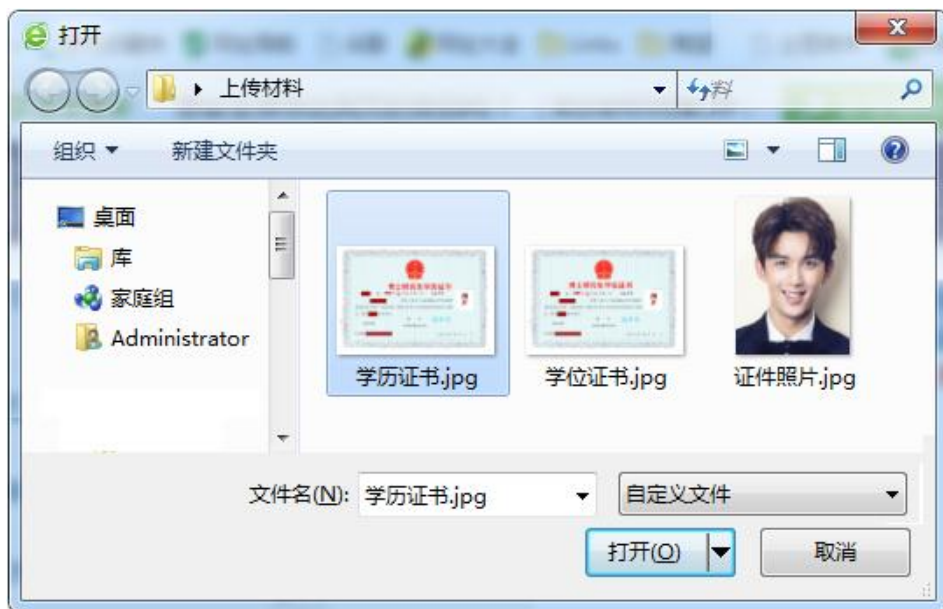 打开
上传材料
料
组织 新建文件夹
桌面
库
家庭组
Administrator
学历证书.jpg 学位证书.jpg 证件照片.jpg
文件名(N): 学历证书.jpg 自定义文件
打开(O) 取消